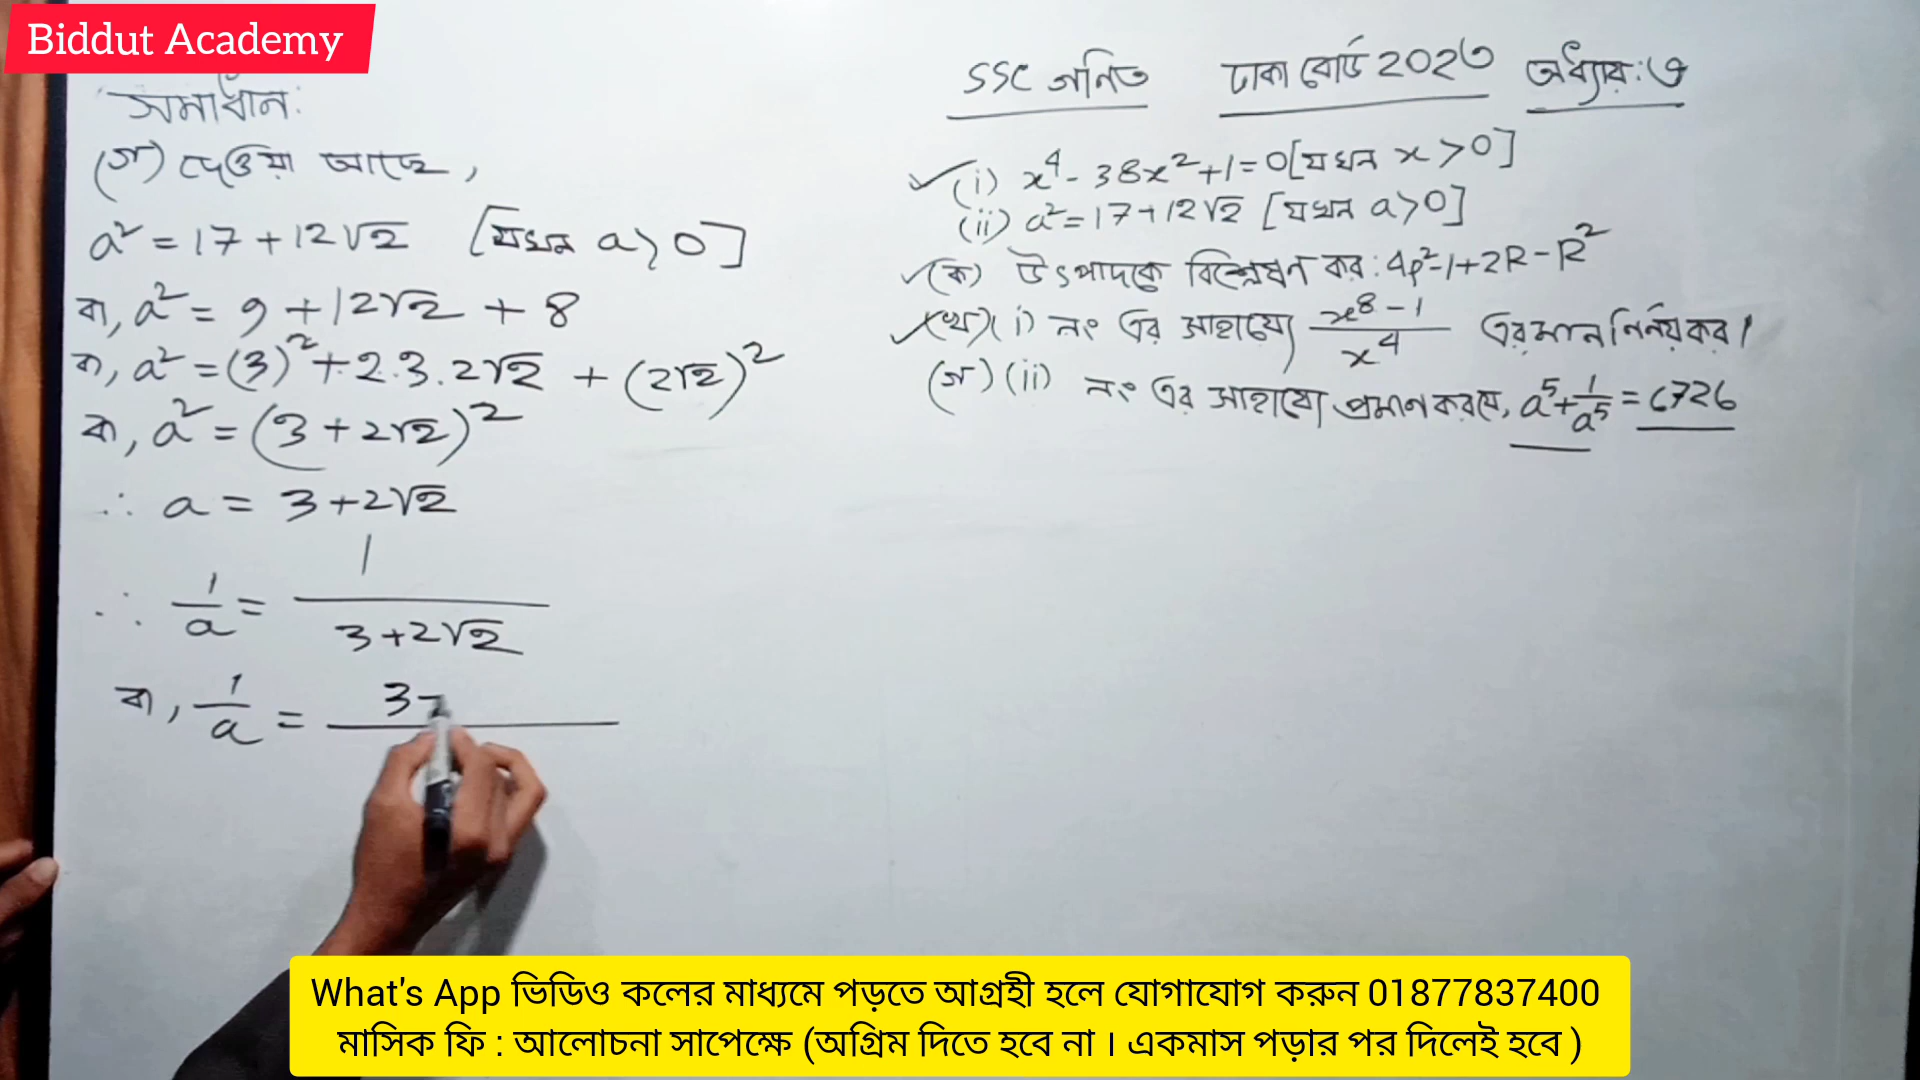 Biddut Academy
সমাধান:
(গ) দেওয়া আছে,
a² = 17 + 12√2 [যখন a > 0]
বা, a² = 9 + 12√2 + 8
বা, a² = (3)² + 2.3.2√2 + (2√2)²
বা, a² = (3 + 2√2)²
∴ a = 3 + 2√2
∴ 1/a = 1/(3 + 2√2)
বা, 1/a = 3 -
SSC গনিত ঢাকা বোর্ড 2023 অধ্যায়: ৩
(i) x⁴ - 38x² + 1 = 0 [যখন x > 0]
(ii) a² = 17 + 12√2 [যখন a > 0]
(ক) উৎপাদকে বিশ্লেষণ কর: 4p² - 1 + 2R - R²
(খ) (i) নং এর সাহায্যে (x⁸ - 1)/x⁴ এর মান নির্নয় কর।
(গ) (ii) নং এর সাহায্যে প্রমান কর যে, a⁵ + 1/a⁵ = 6726
What's App ভিডিও কলের মাধ্যমে পড়তে আগ্রহী হলে যোগাযোগ করুন 01877837400
মাসিক ফি : আলোচনা সাপেক্ষে (অগ্রিম দিতে হবে না । একমাস পড়ার পর দিলেই হবে )